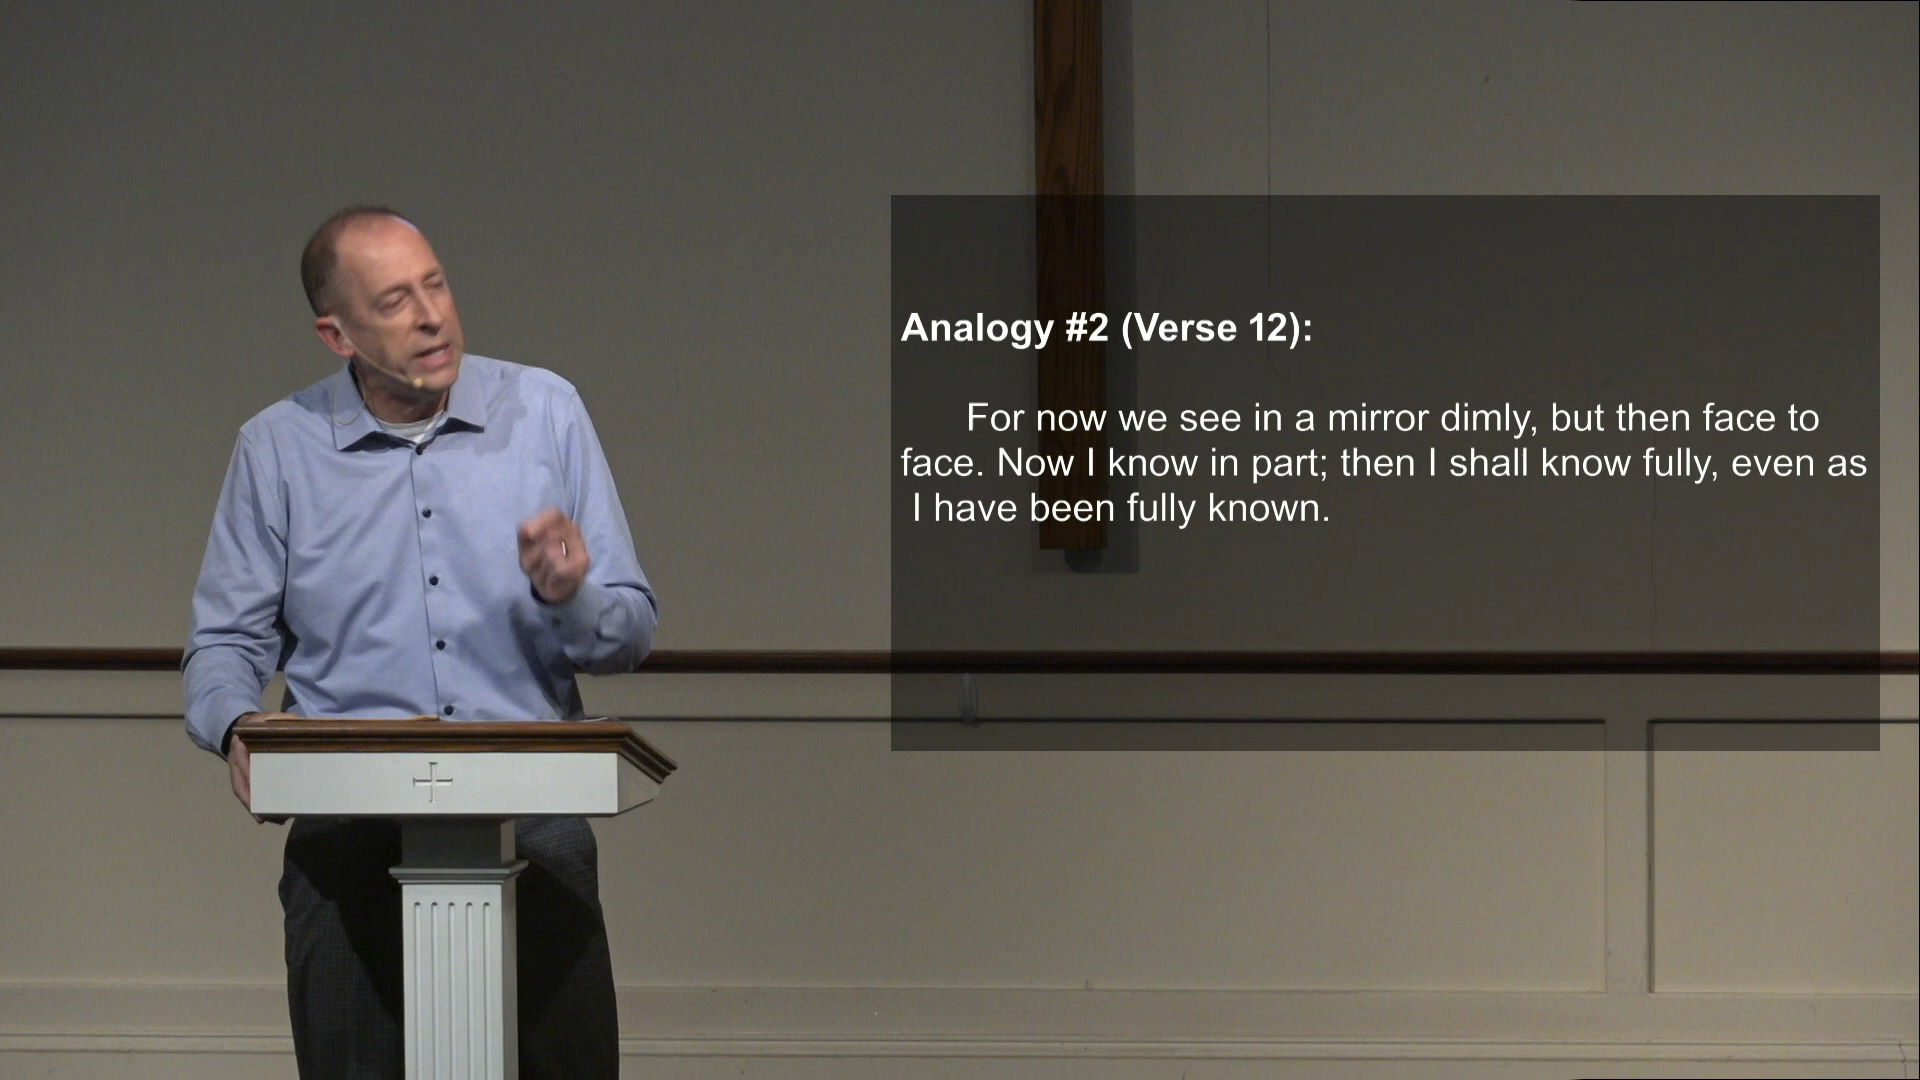 Analogy #2 (Verse 12):
For now we see in a mirror dimly, but then face to
face. Now I know in part; then I shall know fully, even as
I have been fully known.